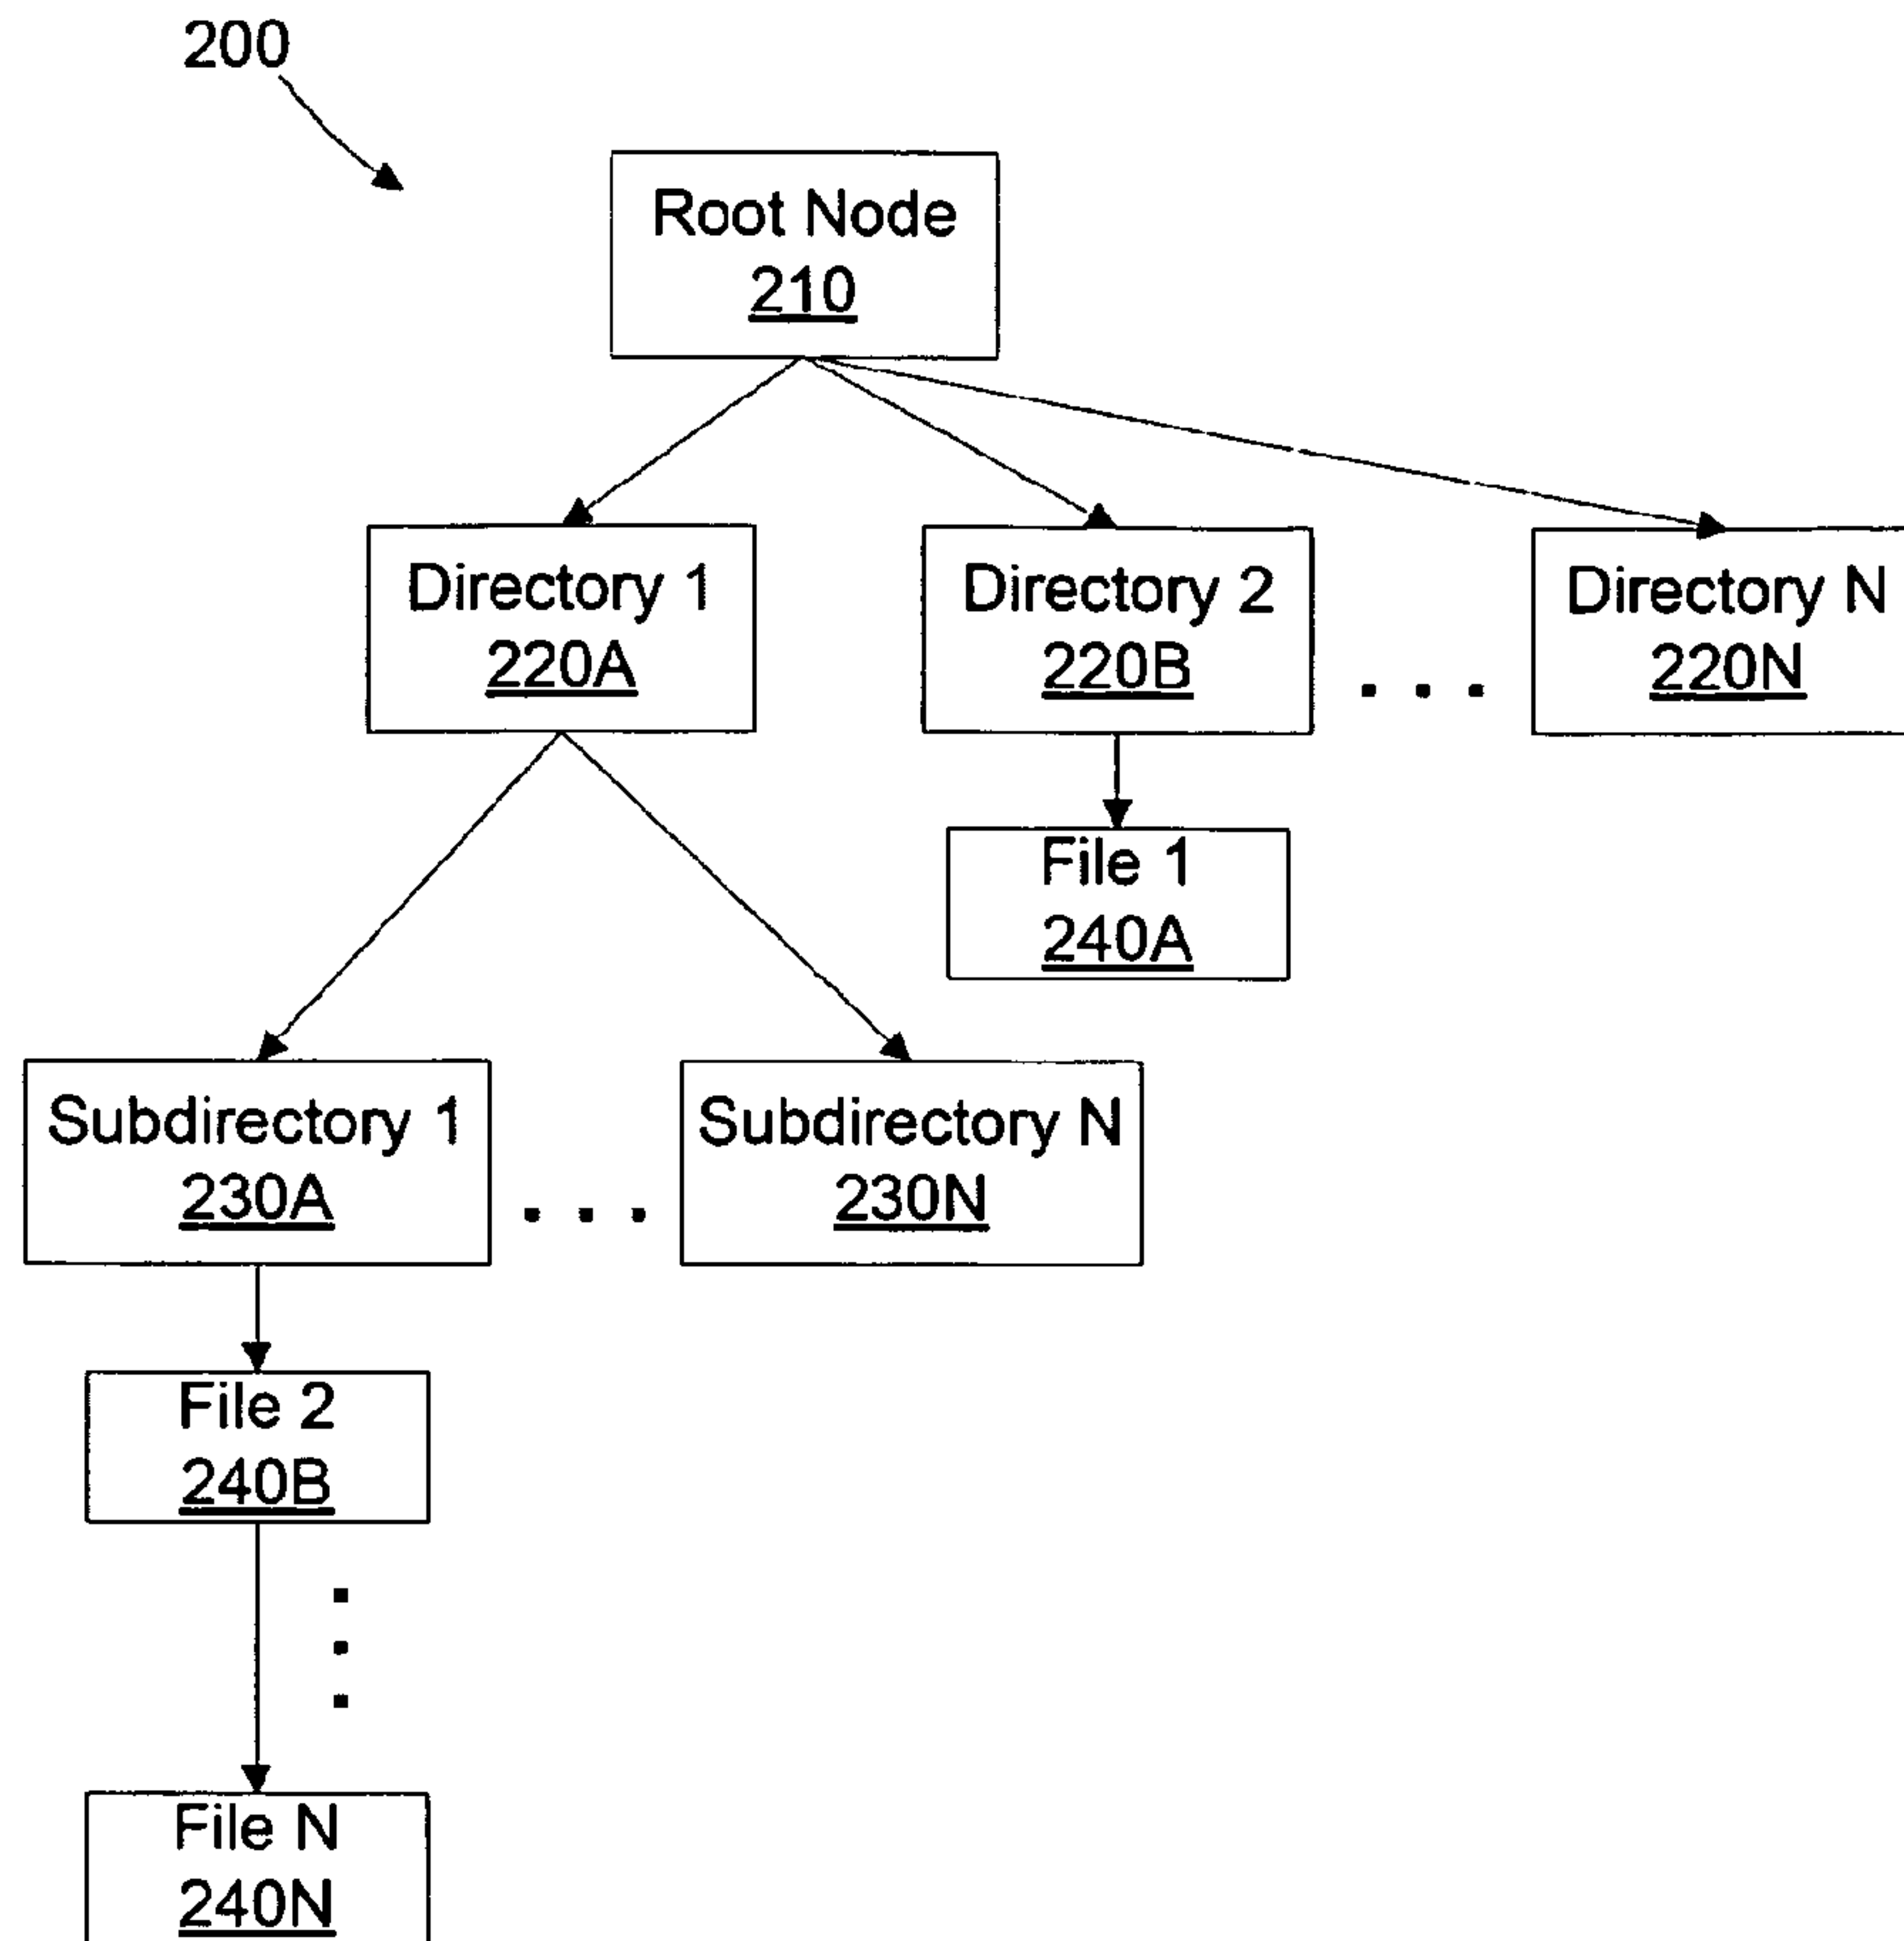 200
Root Node
210
Directory 1
220A
Directory 2
220B
. . .
Directory N
220N
File 1
240A
Subdirectory 1
230A
. . .
Subdirectory N
230N
File 2
240B
File N
240N